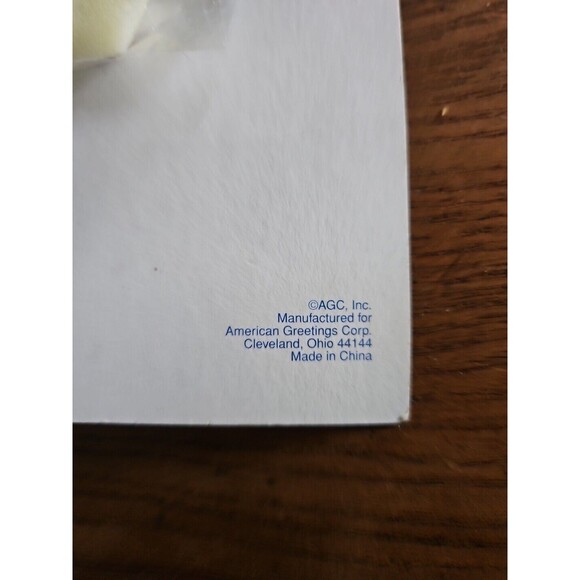 ©AGC, Inc.
Manufactured for
American Greetings Corp.
Cleveland, Ohio 44144
Made in China